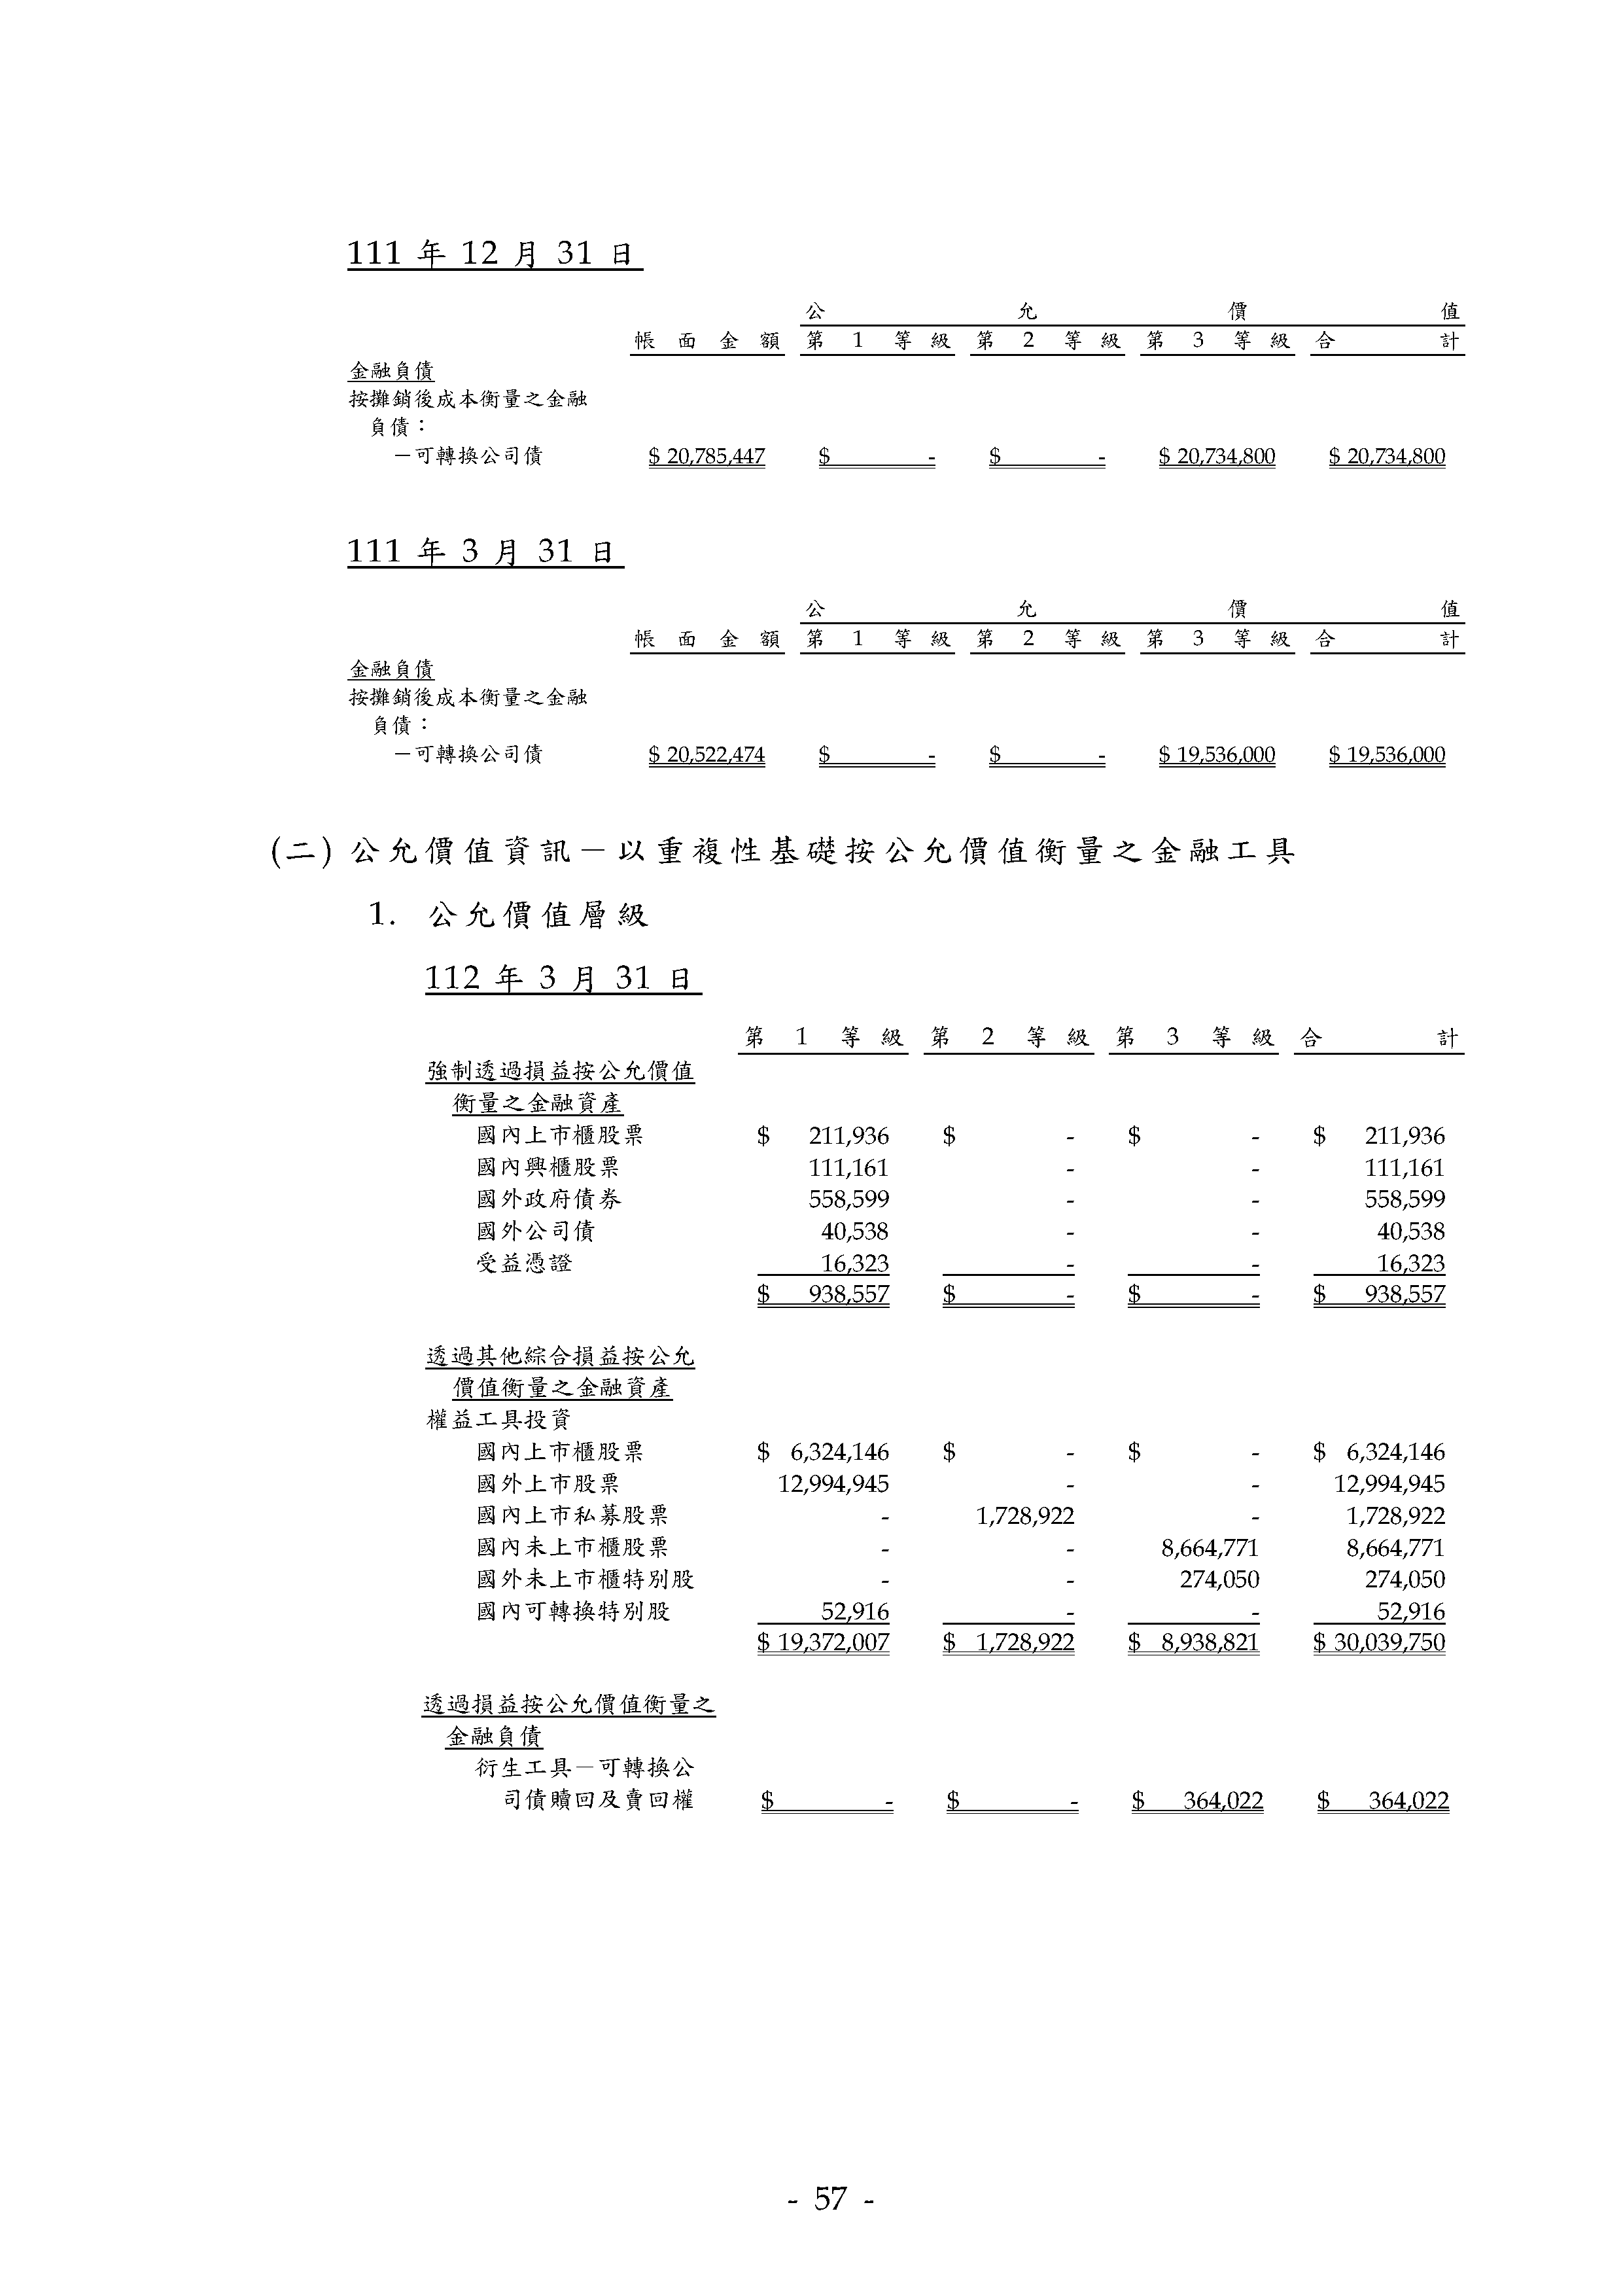 111 年 12 月 31 日
公 允 價 值
帳 面 金 額 第 1 等 級 第 2 等 級 第 3 等 級 合 計
金融負債
按攤銷後成本衡量之金融
負債：
－可轉換公司債 $ 20,785,447 $ - $ - $ 20,734,800 $ 20,734,800
111 年 3 月 31 日
公 允 價 值
帳 面 金 額 第 1 等 級 第 2 等 級 第 3 等 級 合 計
金融負債
按攤銷後成本衡量之金融
負債：
－可轉換公司債 $ 20,522,474 $ - $ - $ 19,536,000 $ 19,536,000
(二) 公允價值資訊－以重複性基礎按公允價值衡量之金融工具
1. 公允價值層級
112 年 3 月 31 日
第 1 等 級 第 2 等 級 第 3 等 級 合 計
強制透過損益按公允價值
衡量之金融資產
國內上市櫃股票 $ 211,936 $ - $ - $ 211,936
國內興櫃股票 111,161 - - 111,161
國外政府債券 558,599 - - 558,599
國外公司債 40,538 - - 40,538
受益憑證 16,323 - - 16,323
$ 938,557 $ - $ - $ 938,557
透過其他綜合損益按公允
價值衡量之金融資產
權益工具投資
國內上市櫃股票 $ 6,324,146 $ - $ - $ 6,324,146
國外上市股票 12,994,945 - - 12,994,945
國內上市私募股票 - 1,728,922 - 1,728,922
國內未上市櫃股票 - - 8,664,771 8,664,771
國外未上市櫃特別股 - - 274,050 274,050
國內可轉換特別股 52,916 - - 52,916
$ 19,372,007 $ 1,728,922 $ 8,938,821 $ 30,039,750
透過損益按公允價值衡量之
金融負債
衍生工具－可轉換公
司債贖回及賣回權 $ - $ - $ 364,022 $ 364,022
- 57 -